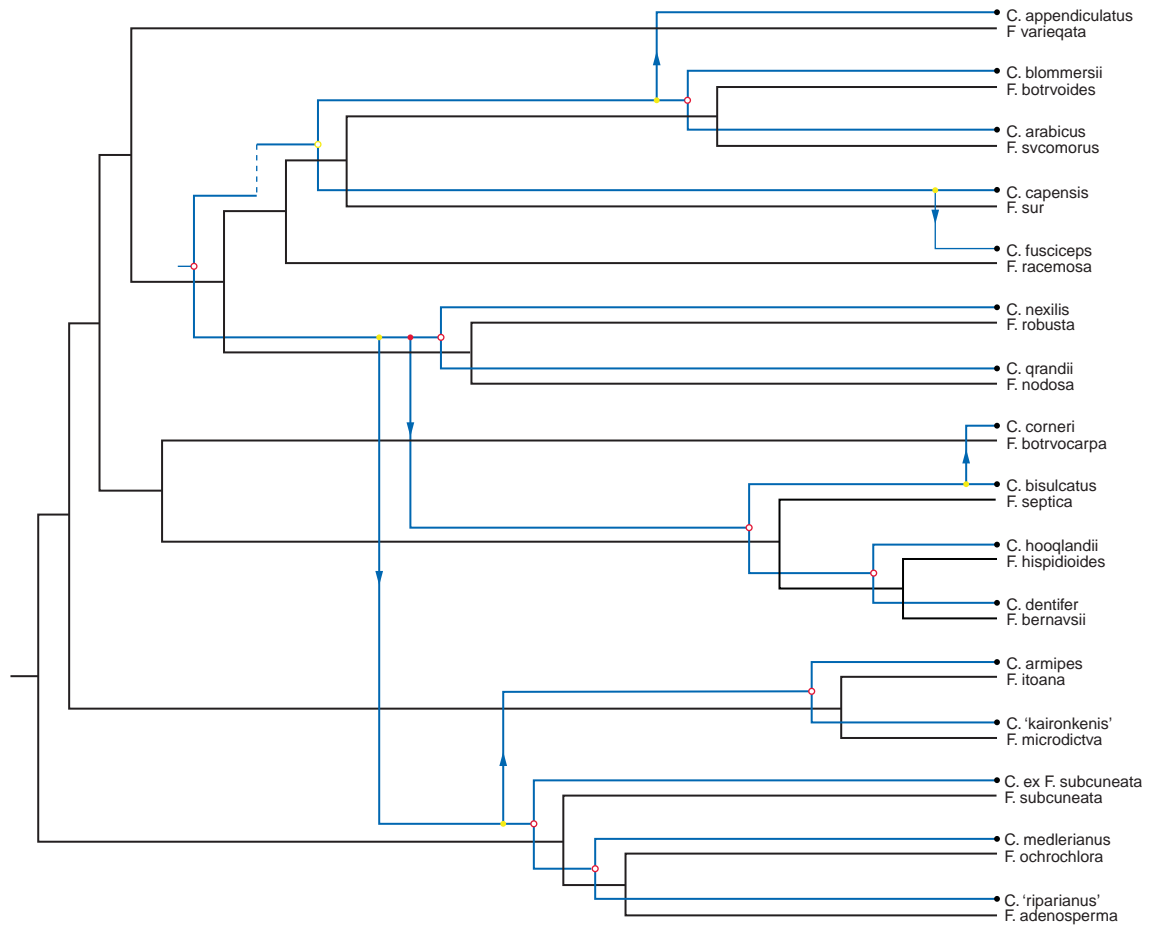 C. appendiculatus
F varieqata
C. blommersii
F. botrvoides
C. arabicus
F. svcomorus
C. capensis
F. sur
C. fusciceps
F. racemosa
C. nexilis
F. robusta
C. qrandii
F. nodosa
C. corneri
F. botrvocarpa
C. bisulcatus
F. septica
C. hooqlandii
F. hispidioides
C. dentifer
F. bernavsii
C. armipes
F. itoana
C. ‘kaironkenis’
F. microdictva
C. ex F. subcuneata
F. subcuneata
C. medlerianus
F. ochrochlora
C. ‘riparianus’
F. adenosperma